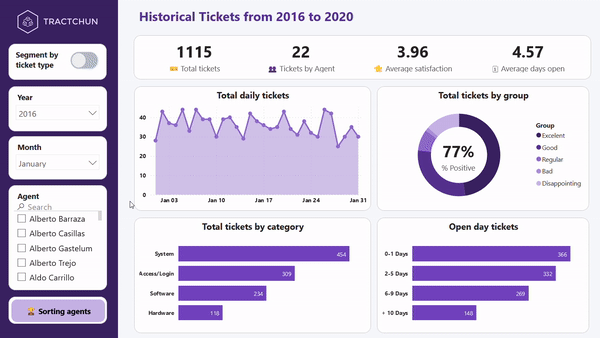 TRACTCHUN
Historical Tickets from 2016 to 2020
Segment by
ticket type
Year
2016
Month
January
Agent
Search
Alberto Barraza
Alberto Casillas
Alberto Gastelum
Alberto Trejo
Aldo Carrillo
Sorting agents
1115
Total tickets
22
Tickets by Agent
3.96
Average satisfaction
4.57
Average days open
Total daily tickets
40
30
20
10
0
Jan 03
Jan 10
Jan 17
Jan 24
Jan 31
Total tickets by group
77%
% Positive
Group
Excelent
Good
Regular
Bad
Disappointing
Total tickets by category
System
454
Access/Login
309
Software
234
Hardware
118
Open day tickets
0-1 Days
366
2-5 Days
332
6-9 Days
269
+ 10 Days
148